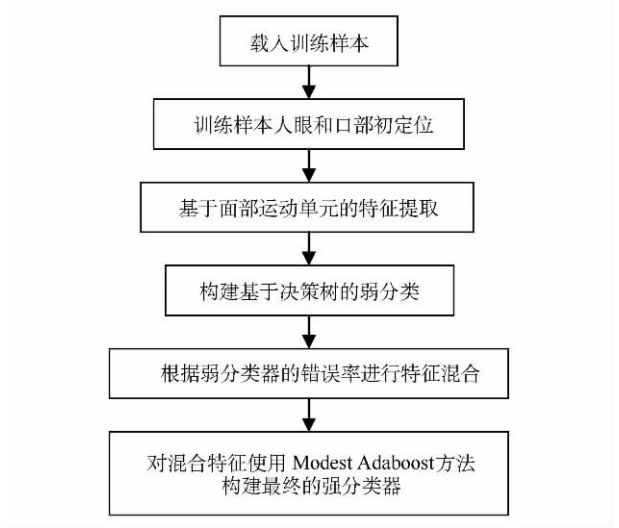 载入训练样本
训练样本人眼和口部初定位
基于面部运动单元的特征提取
构建基于决策树的弱分类
根据弱分类器的错误率进行特征混合
对混合特征使用 Modest Adaboost方法
构建最终的强分类器